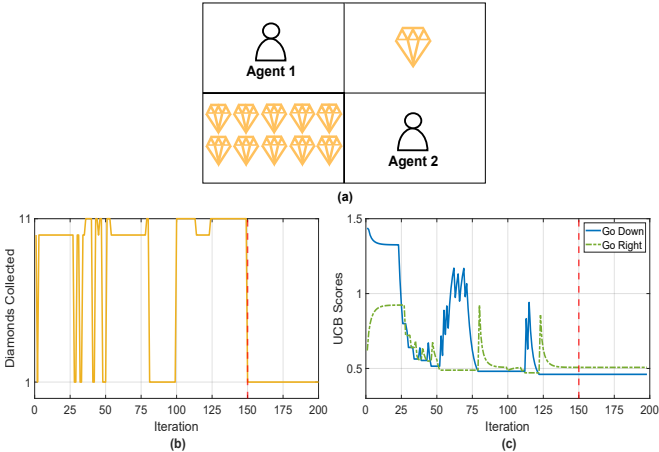 Agent 1
Agent 2
(a)
11
1
0 25 50 75 100 125 150 175 200
Diamonds Collected
Iteration
(b)
1.5
1
0.5
0 25 50 75 100 125 150 175 200
UCB Scores
Iteration
Go Down
Go Right
(c)